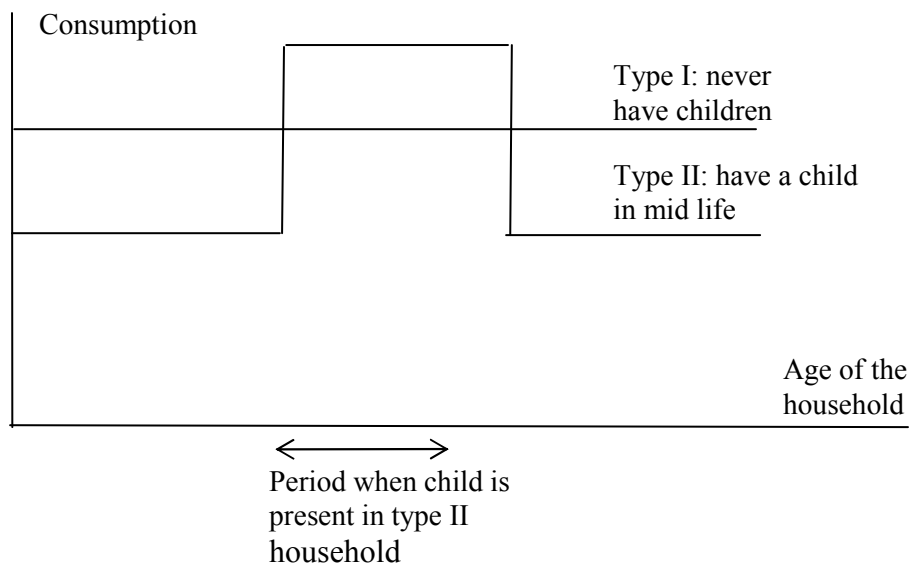 Consumption
Type I: never
have children
Type II: have a child
in mid life
Age of the
household
Period when child is
present in type II
household